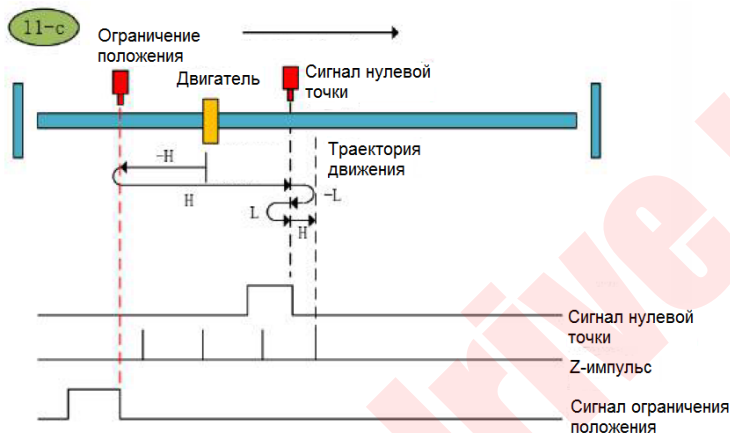 11-c
Ограничение
положения
Двигатель
Сигнал нулевой
точки
Траектория
движения
-H
H
-L
L
H
Сигнал нулевой
точки
Z-импульс
Сигнал ограничения
положения